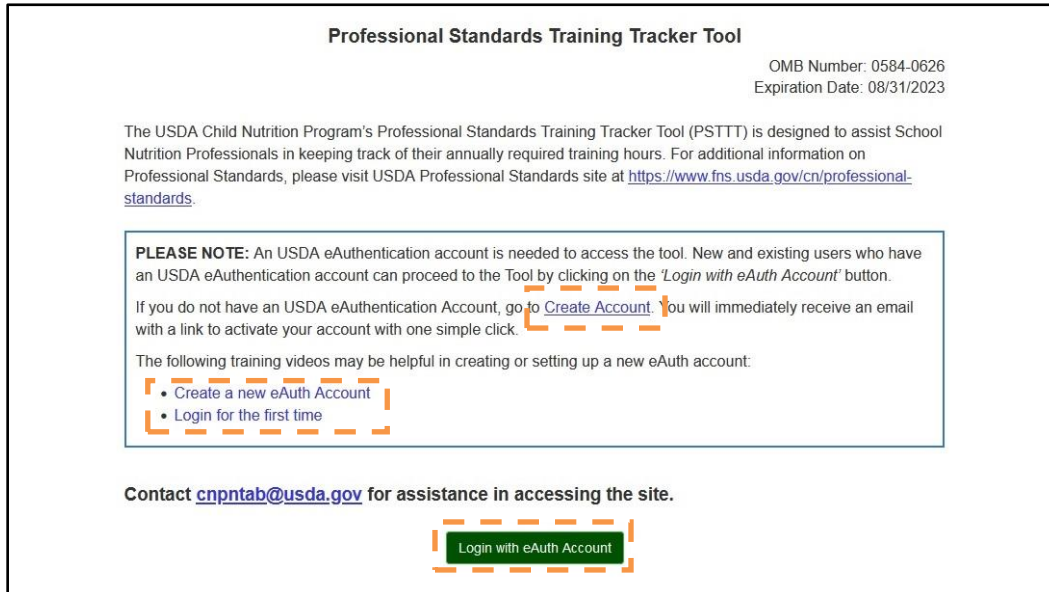 Professional Standards Training Tracker Tool
OMB Number: 0584-0626
Expiration Date: 08/31/2023
The USDA Child Nutrition Program's Professional Standards Training Tracker Tool (PSTTT) is designed to assist School
Nutrition Professionals in keeping track of their annually required training hours. For additional information on
Professional Standards, please visit USDA Professional Standards site at https://www.fns.usda.gov/cn/professional-
standards.
PLEASE NOTE: An USDA eAuthentication account is needed to access the tool. New and existing users who have
an USDA eAuthentication account can proceed to the Tool by clicking on the 'Login with eAuth Account' button.
If you do not have an USDA eAuthentication Account, go to Create Account. You will immediately receive an email
with a link to activate your account with one simple click.
The following training videos may be helpful in creating or setting up a new eAuth account:
• Create a new eAuth Account
• Login for the first time
Contact cnpntab@usda.gov for assistance in accessing the site.
Login with eAuth Account